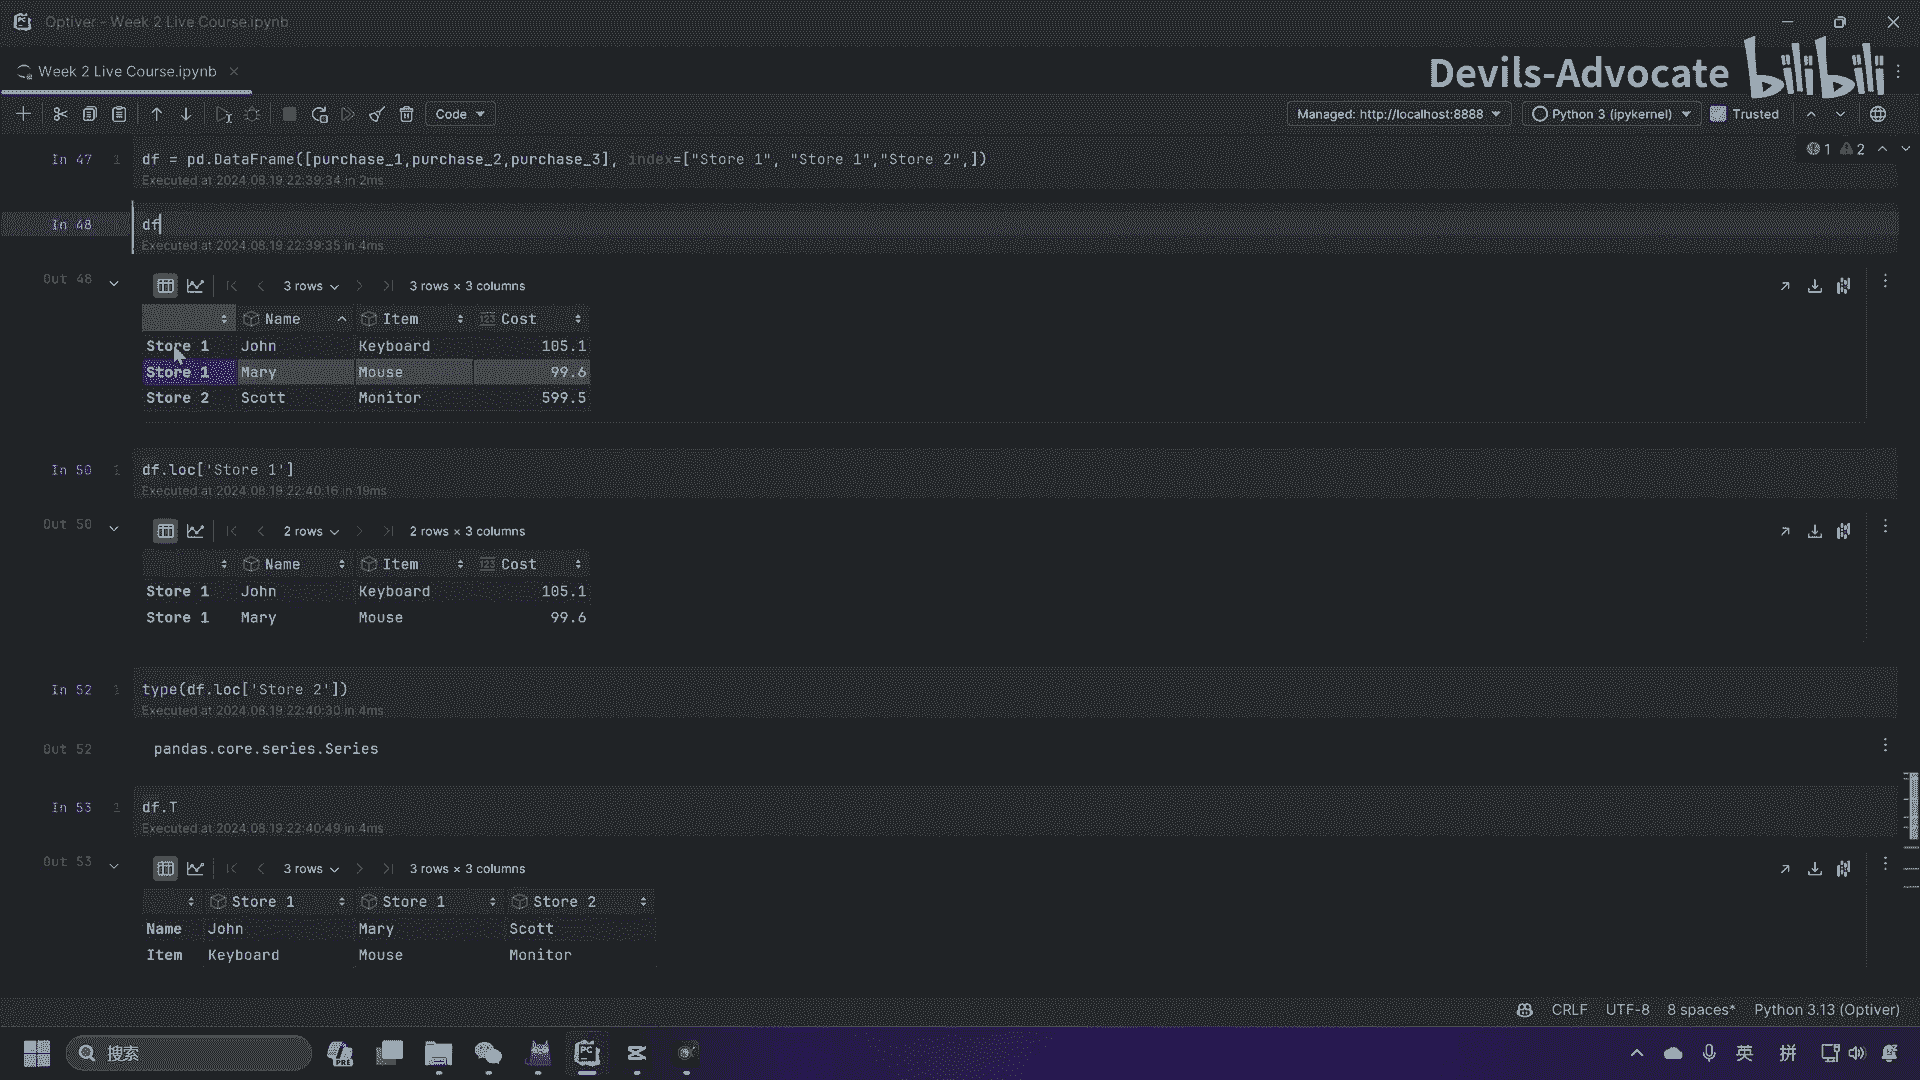 Optiver - Week 2 Live Course.ipynb
Week 2 Live Course.ipynb
Devils-Advocate bilibili
Code
Managed: http://localhost:8888
Python 3 (ipykernel)
Trusted
In 47 1 df = pd.DataFrame([purchase_1,purchase_2,purchase_3], index=["Store 1", "Store 1","Store 2",])
1 2
Executed at 2024.08.19 22:39:34 in 2ms
In 48 df
Executed at 2024.08.19 22:39:35 in 4ms
Out 48 3 rows 3 rows × 3 columns
Name Item 123 Cost
Store 1 John Keyboard 105.1
Store 1 Mary Mouse 99.6
Store 2 Scott Monitor 599.5
In 50 1 df.loc['Store 1']
Executed at 2024.08.19 22:40:16 in 19ms
Out 50 2 rows 2 rows × 3 columns
Name Item 123 Cost
Store 1 John Keyboard 105.1
Store 1 Mary Mouse 99.6
In 52 1 type(df.loc['Store 2'])
Executed at 2024.08.19 22:40:30 in 4ms
Out 52 pandas.core.series.Series
In 53 1 df.T
Executed at 2024.08.19 22:40:49 in 4ms
Out 53 3 rows 3 rows × 3 columns
Store 1 Store 1 Store 2
Name John Mary Scott
Item Keyboard Mouse Monitor
CRLF UTF-8 8 spaces* Python 3.13 (Optiver)
搜索 PRE PC 英 拼